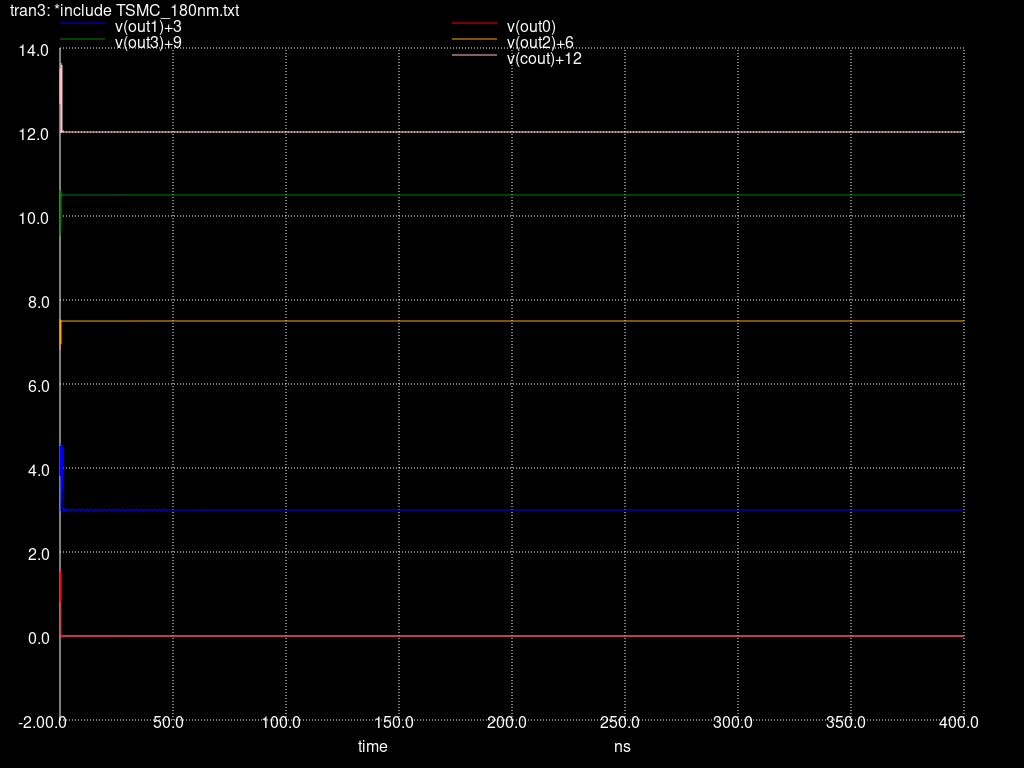 tran3: *include TSMC_180nm.txt
v(out1)+3 v(out0)
v(out3)+9 v(out2)+6
v(cout)+12
14.0
12.0
10.0
8.0
6.0
4.0
2.0
0.0
-2.0 0.0 50.0 100.0 150.0 200.0 250.0 300.0 350.0 400.0
time ns